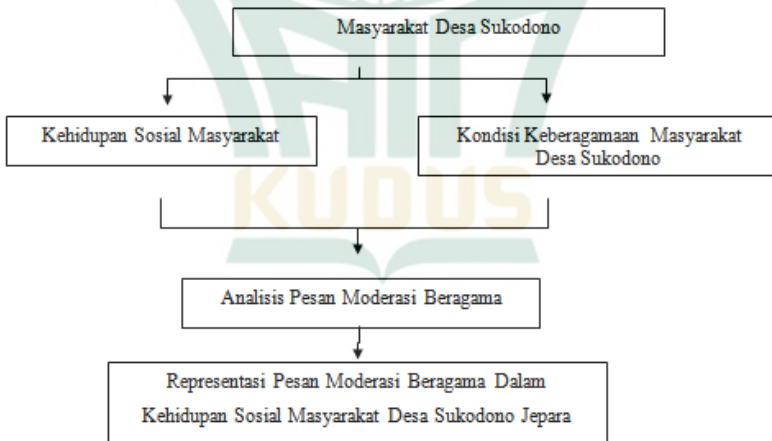 Masyarakat Desa Sukodono
Kehidupan Sosial Masyarakat
Kondisi Keberagamaan Masyarakat
Desa Sukodono
KUDUS
Analisis Pesan Moderasi Beragama
Representasi Pesan Moderasi Beragama Dalam
Kehidupan Sosial Masyarakat Desa Sukodono Jepara